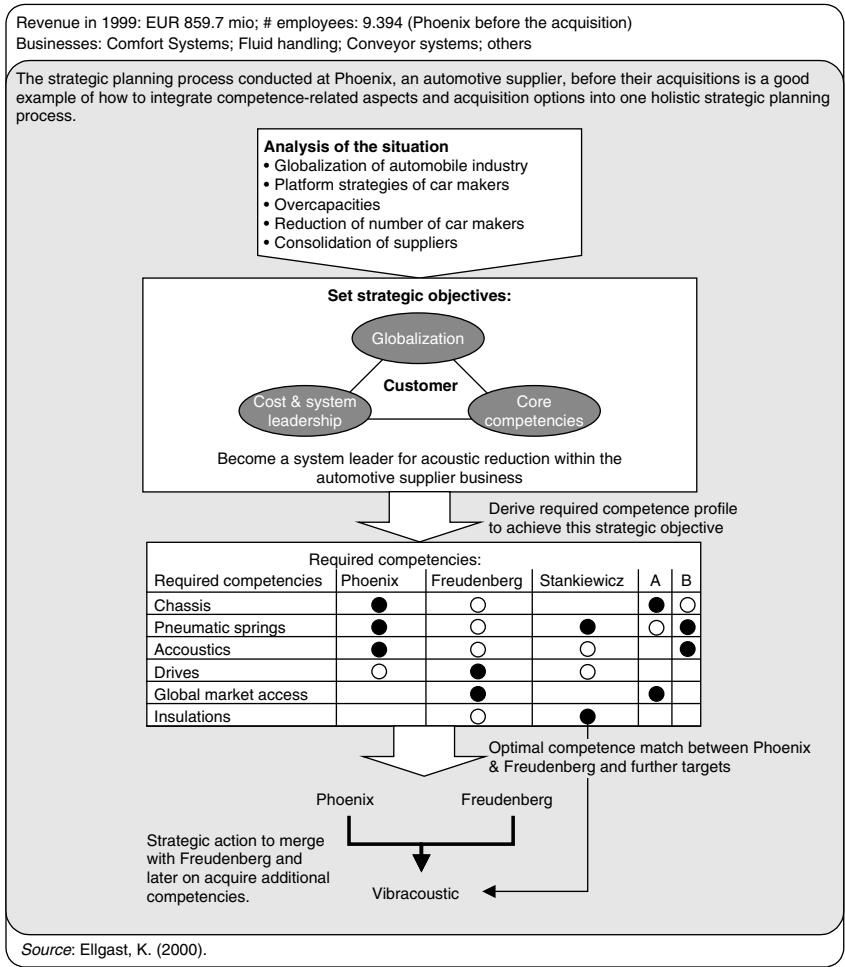 Revenue in 1999: EUR 859.7 mio; # employees: 9.394 (Phoenix before the acquisition)
Businesses: Comfort Systems; Fluid handling; Conveyor systems; others
The strategic planning process conducted at Phoenix, an automotive supplier, before their acquisitions is a good
example of how to integrate competence-related aspects and acquisition options into one holistic strategic planning
process.
Analysis of the situation
• Globalization of automobile industry
• Platform strategies of car makers
• Overcapacities
• Reduction of number of car makers
• Consolidation of suppliers
Set strategic objectives:
Globalization
Customer
Cost & system
leadership
Core
competencies
Become a system leader for acoustic reduction within the
automotive supplier business
Derive required competence profile
to achieve this strategic objective
Required competencies:
Required competencies Phoenix Freudenberg Stankiewicz A B
Chassis
Pneumatic springs
Accoustics
Drives
Global market access
Insulations
Optimal competence match between Phoenix
& Freudenberg and further targets
Phoenix Freudenberg
Strategic action to merge
with Freudenberg and
later on acquire additional
competencies.
Vibracoustic
Source: Ellgast, K. (2000).